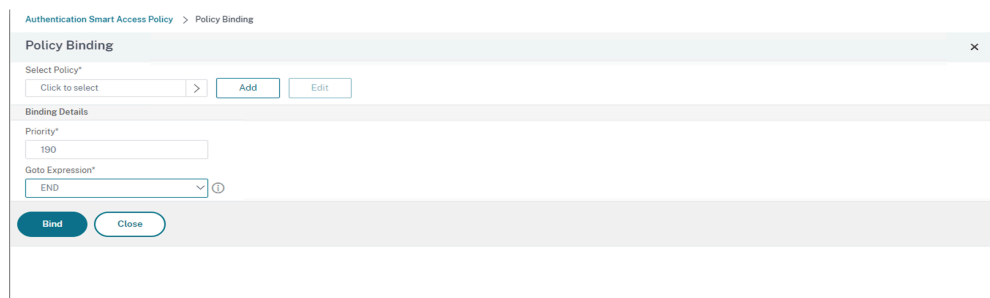 Authentication Smart Access Policy > Policy Binding
Policy Binding ×
Select Policy*
Click to select > Add Edit
Binding Details
Priority*
190
Goto Expression*
END
Bind Close